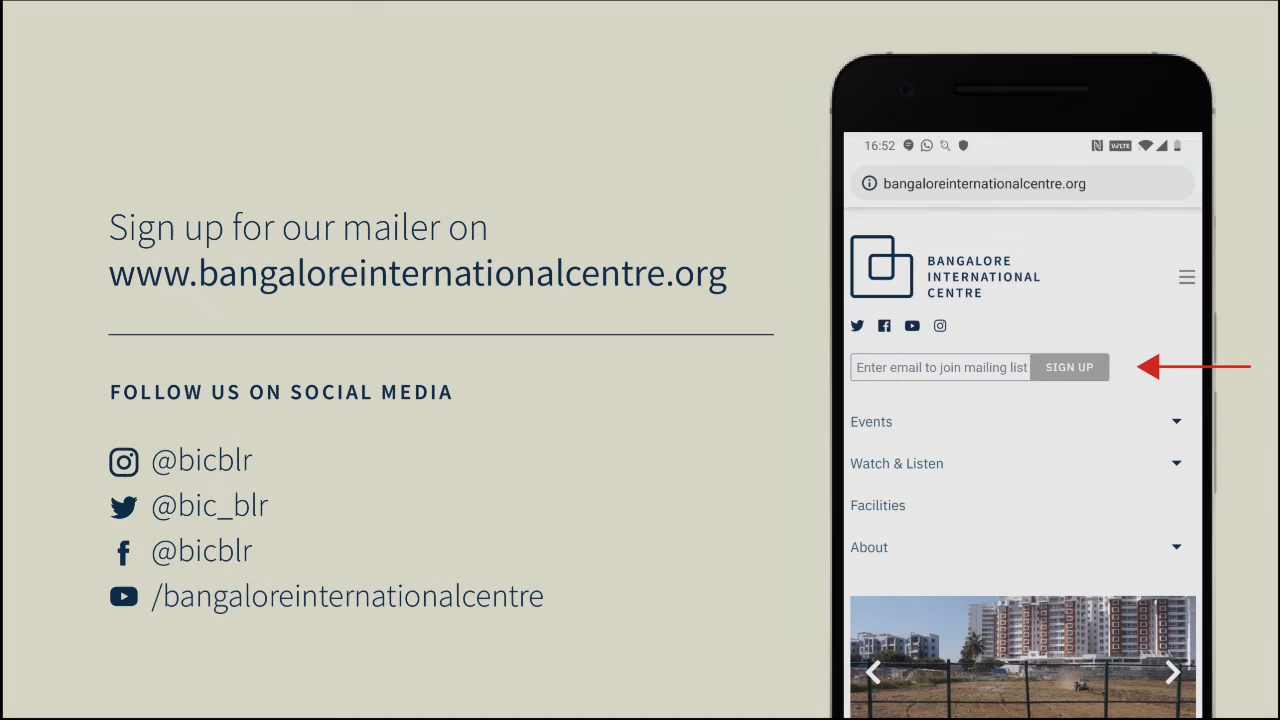 Sign up for our mailer on
www.bangaloreinternationalcentre.org
FOLLOW US ON SOCIAL MEDIA
@bicblr
@bic_blr
@bicblr
/bangaloreinternationalcentre
16:52
VoLTE
bangaloreinternationalcentre.org
BANGALORE
INTERNATIONAL
CENTRE
Enter email to join mailing list
SIGN UP
Events
Watch & Listen
Facilities
About